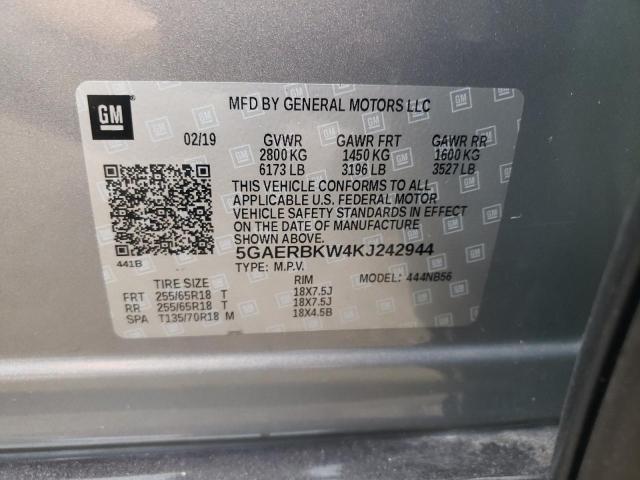 GM
MFD BY GENERAL MOTORS LLC
02/19 GVWR GAWR FRT GAWR RR
2800 KG 1450 KG 1600 KG
6173 LB 3196 LB 3527 LB
THIS VEHICLE CONFORMS TO ALL
APPLICABLE U.S. FEDERAL MOTOR
VEHICLE SAFETY STANDARDS IN EFFECT
ON THE DATE OF MANUFACTURE
SHOWN ABOVE.
5GAERBKW4KJ242944
441B TYPE: M.P.V. MODEL: 444NB56
TIRE SIZE RIM
FRT 255/65R18 T 18X7.5J
RR 255/65R18 T 18X7.5J
SPA T135/70R18 M 18X4.5B